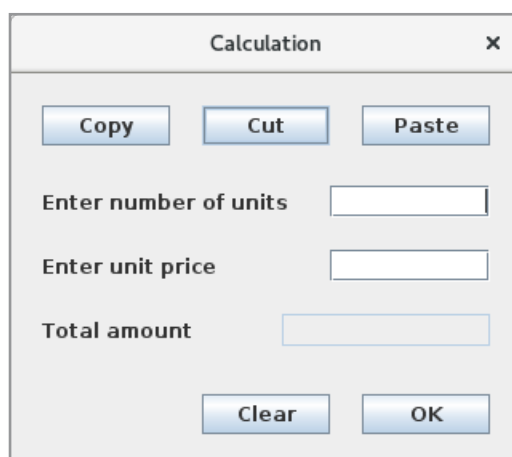 Calculation ×
Copy Cut Paste
Enter number of units
Enter unit price
Total amount
Clear OK